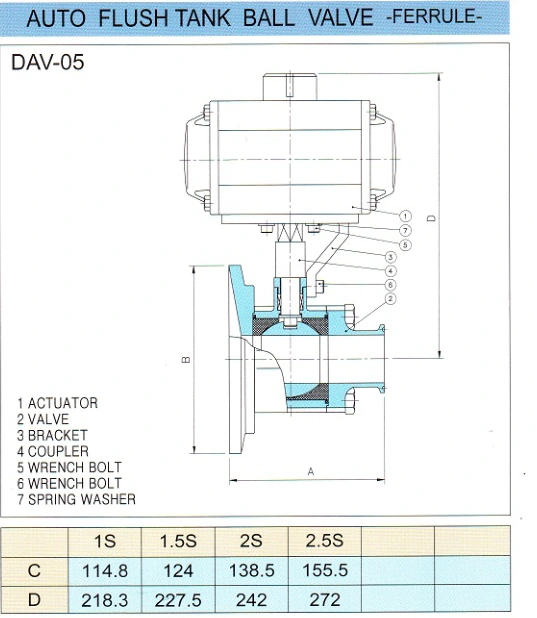 AUTO FLUSH TANK BALL VALVE -FERRULE-
DAV-05
D
1
7
5
3
4
6
2
B
A
1 ACTUATOR
2 VALVE
3 BRACKET
4 COUPLER
5 WRENCH BOLT
6 WRENCH BOLT
7 SPRING WASHER
1S 1.5S 2S 2.5S
C 114.8 124 138.5 155.5
D 218.3 227.5 242 272